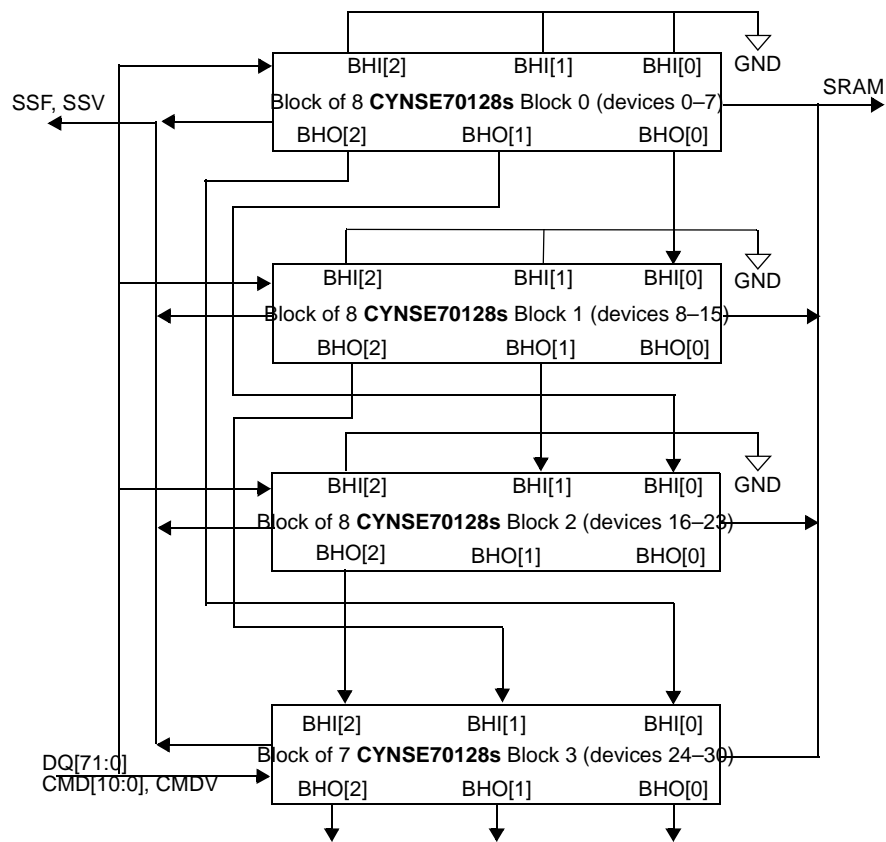 BHI[2] BHI[1] BHI[0] GND
SSF, SSV
SRAM
Block of 8 CYNSE70128s Block 0 (devices 0–7)
BHO[2] BHO[1] BHO[0]
BHI[2] BHI[1] BHI[0] GND
Block of 8 CYNSE70128s Block 1 (devices 8–15)
BHO[2] BHO[1] BHO[0]
BHI[2] BHI[1] BHI[0] GND
Block of 8 CYNSE70128s Block 2 (devices 16–23)
BHO[2] BHO[1] BHO[0]
BHI[2] BHI[1] BHI[0]
Block of 7 CYNSE70128s Block 3 (devices 24–30)
DQ[71:0]
CMD[10:0], CMDV
BHO[2] BHO[1] BHO[0]